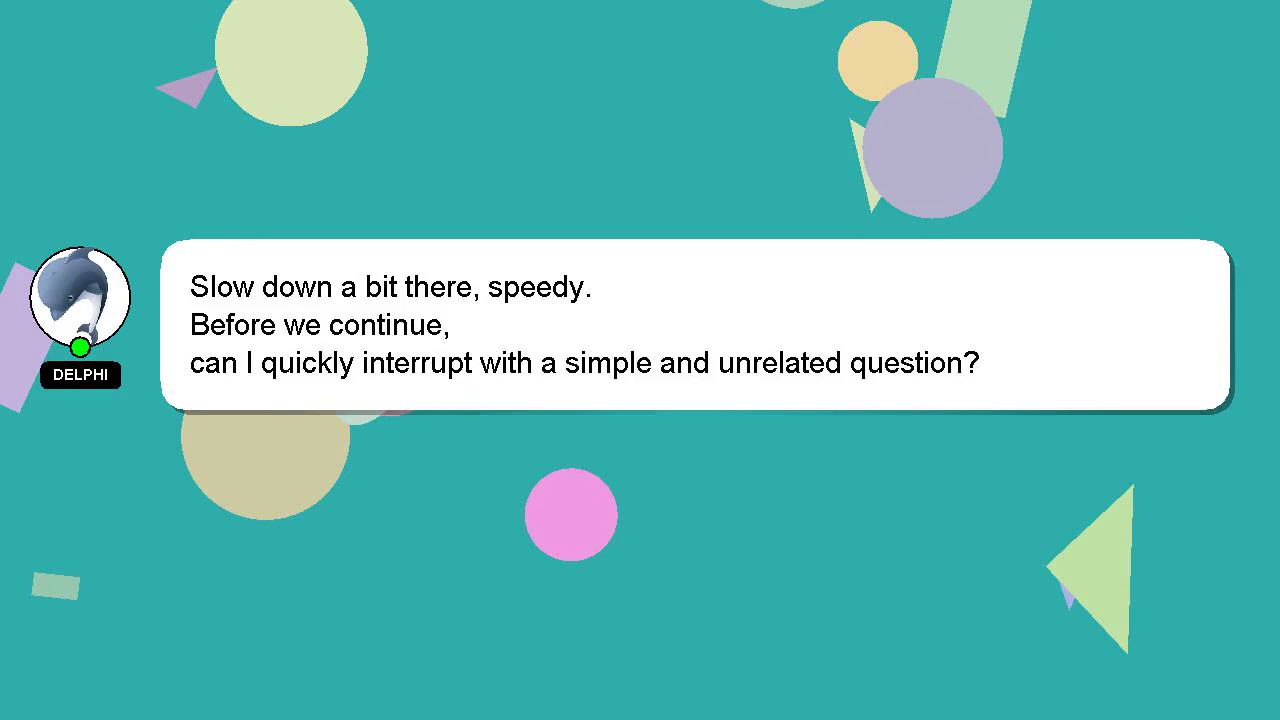 Slow down a bit there, speedy.
Before we continue,
can I quickly interrupt with a simple and unrelated question?
DELPHI